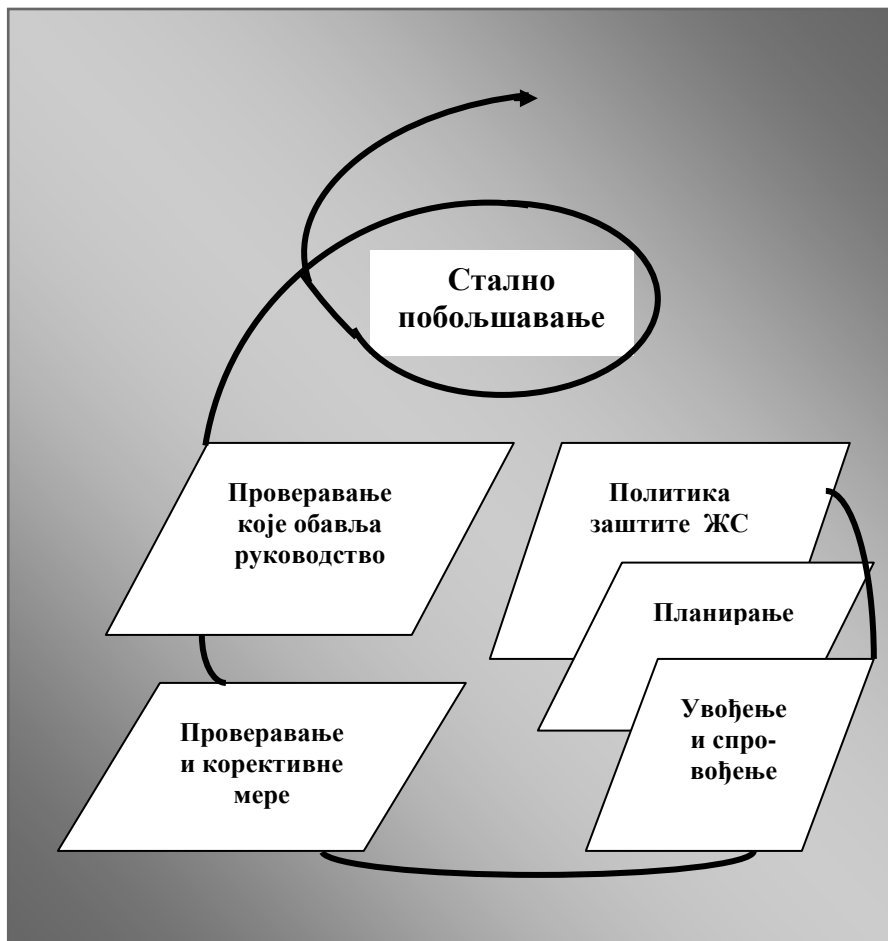 Стално
побољшавање
Проверавање
које обавља
руководство
Политика
заштите ЖС
Планирање
Увођење
и спро-
вођење
Проверавање
и корективне
мере